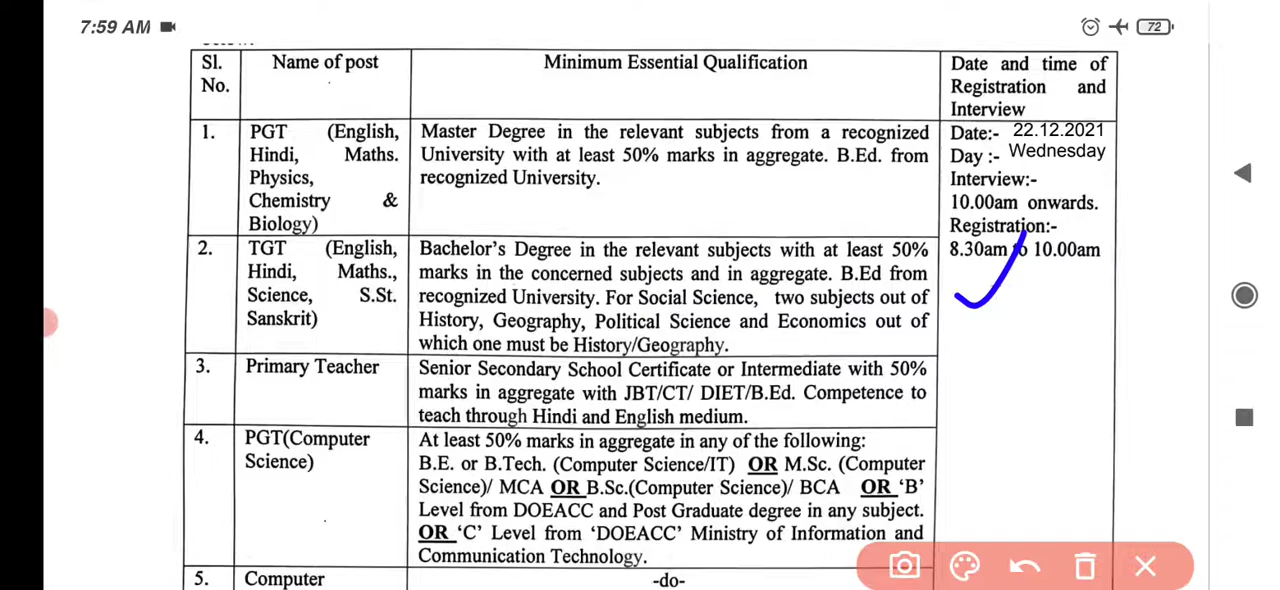 7:59 AM
72
Sl. No.
Name of post
Minimum Essential Qualification
Date and time of
Registration and
Interview
1.
PGT (English,
Hindi, Maths.
Physics,
Chemistry &
Biology)
Master Degree in the relevant subjects from a recognized
University with at least 50% marks in aggregate. B.Ed. from
recognized University.
Date:- 22.12.2021
Day :- Wednesday
Interview:-
10.00am onwards.
Registration:-
8.30am to 10.00am
2.
TGT (English,
Hindi, Maths.,
Science, S.St.
Sanskrit)
Bachelor's Degree in the relevant subjects with at least 50%
marks in the concerned subjects and in aggregate. B.Ed from
recognized University. For Social Science, two subjects out of
History, Geography, Political Science and Economics out of
which one must be History/Geography.
3.
Primary Teacher
Senior Secondary School Certificate or Intermediate with 50%
marks in aggregate with JBT/CT/ DIET/B.Ed. Competence to
teach through Hindi and English medium.
4.
PGT(Computer
Science)
At least 50% marks in aggregate in any of the following:
B.E. or B.Tech. (Computer Science/IT) OR M.Sc. (Computer
Science)/ MCA OR B.Sc.(Computer Science)/ BCA OR 'B'
Level from DOEACC and Post Graduate degree in any subject.
OR 'C' Level from 'DOEACC' Ministry of Information and
Communication Technology.
5.
Computer
-do-